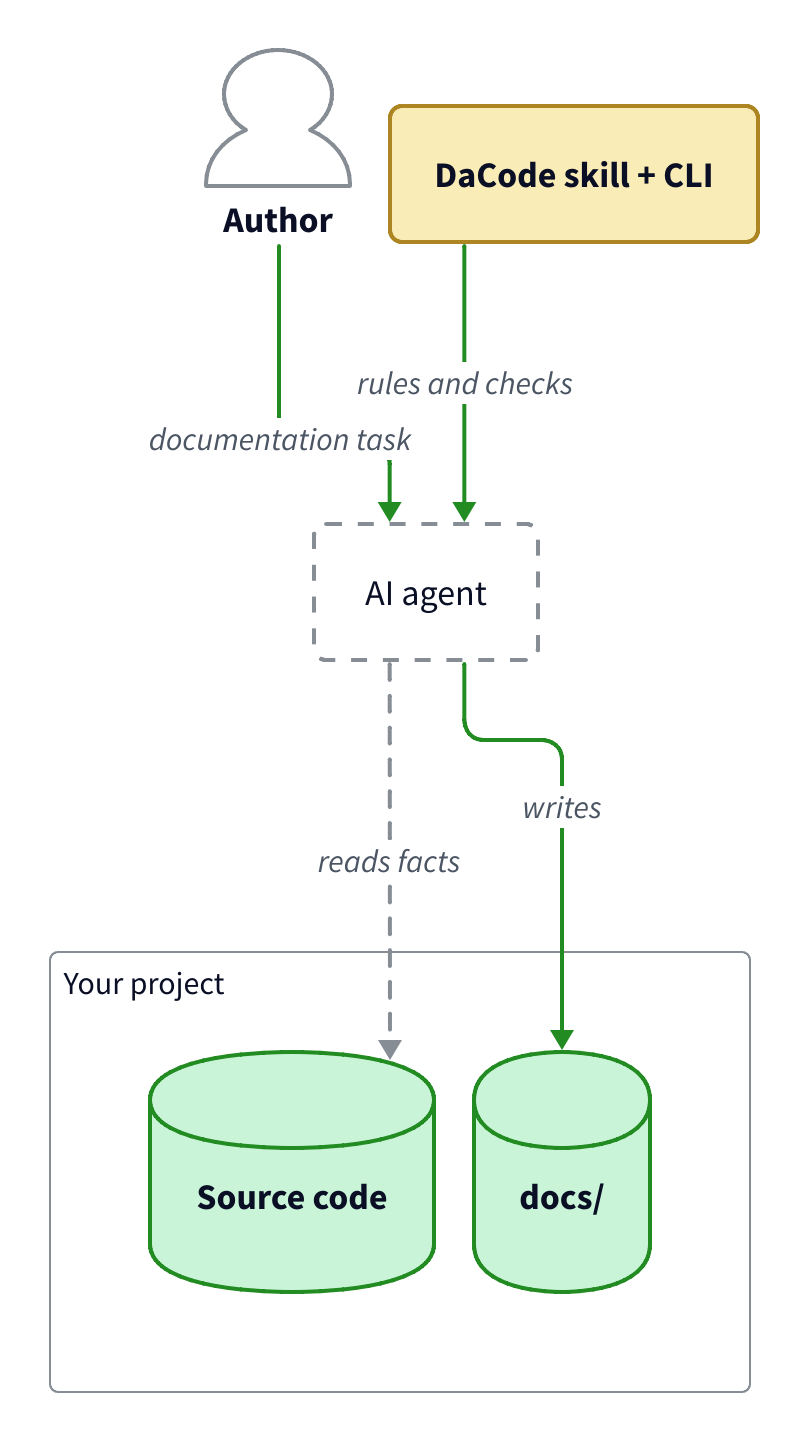 Author
DaCode skill + CLI
rules and checks
documentation task
AI agent
writes
reads facts
Your project
Source code
docs/